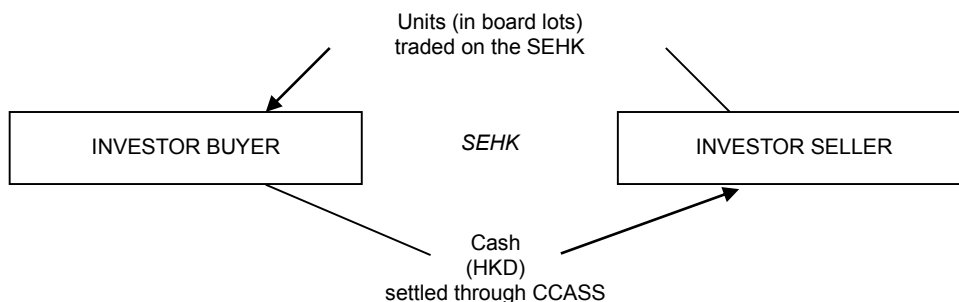 Units (in board lots)
traded on the SEHK
INVESTOR BUYER
SEHK
INVESTOR SELLER
Cash
(HKD)
settled through CCASS